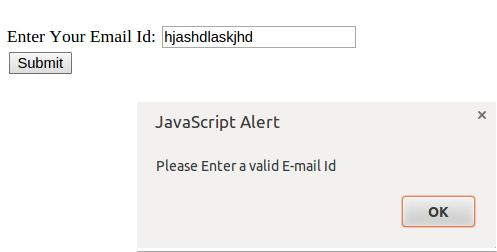 Enter Your Email Id: hjashdlaskjhd
Submit
JavaScript Alert ×
Please Enter a valid E-mail Id
OK